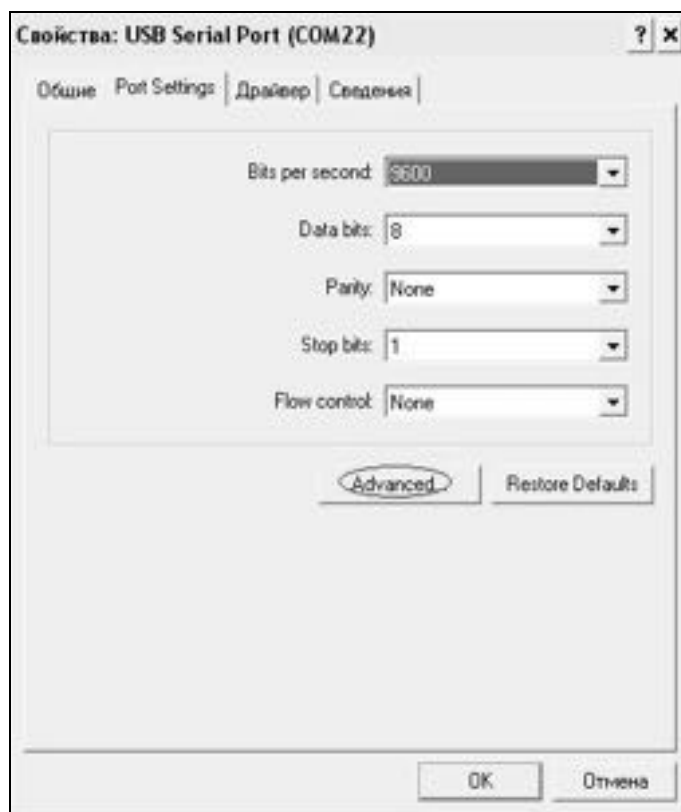 Свойства: USB Serial Port (COM22)
? ×
Общие Port Settings Драйвер Сведения
Bits per second: 9600
Data bits: 8
Parity: None
Stop bits: 1
Flow control: None
Advanced... Restore Defaults
OK Отмена